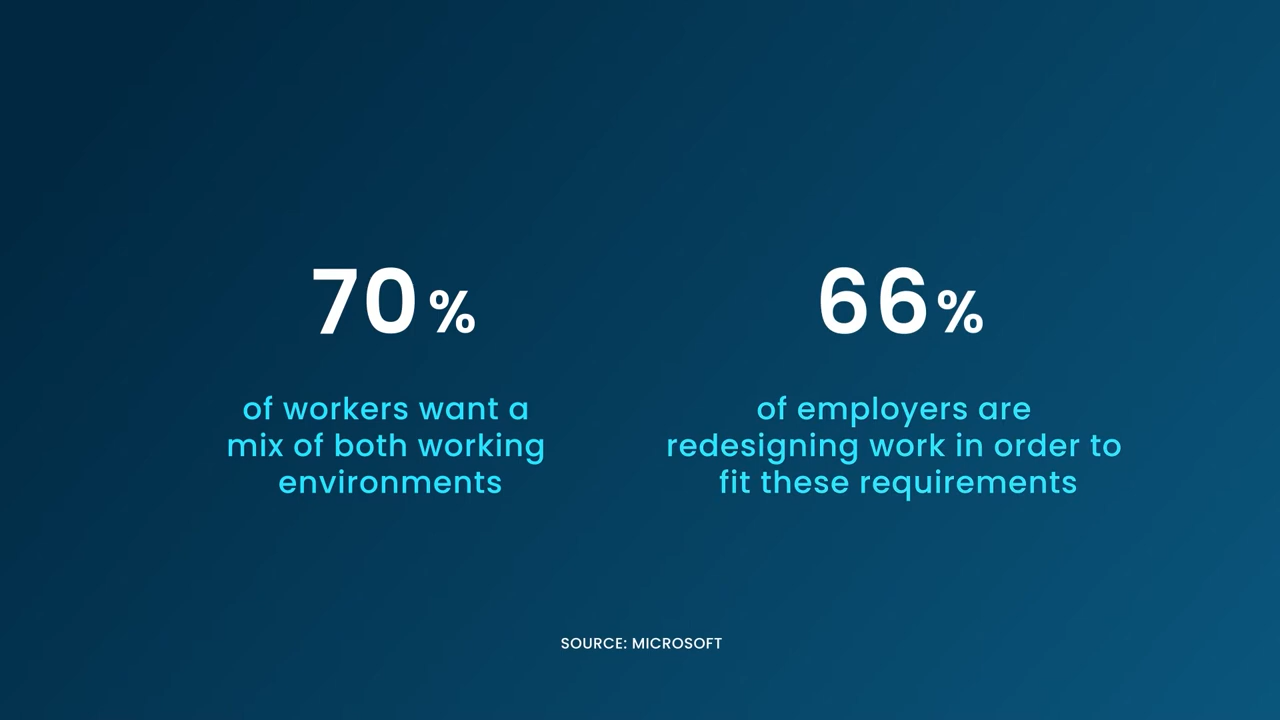 70%
of workers want a
mix of both working
environments
66%
of employers are
redesigning work in order to
fit these requirements
SOURCE: MICROSOFT